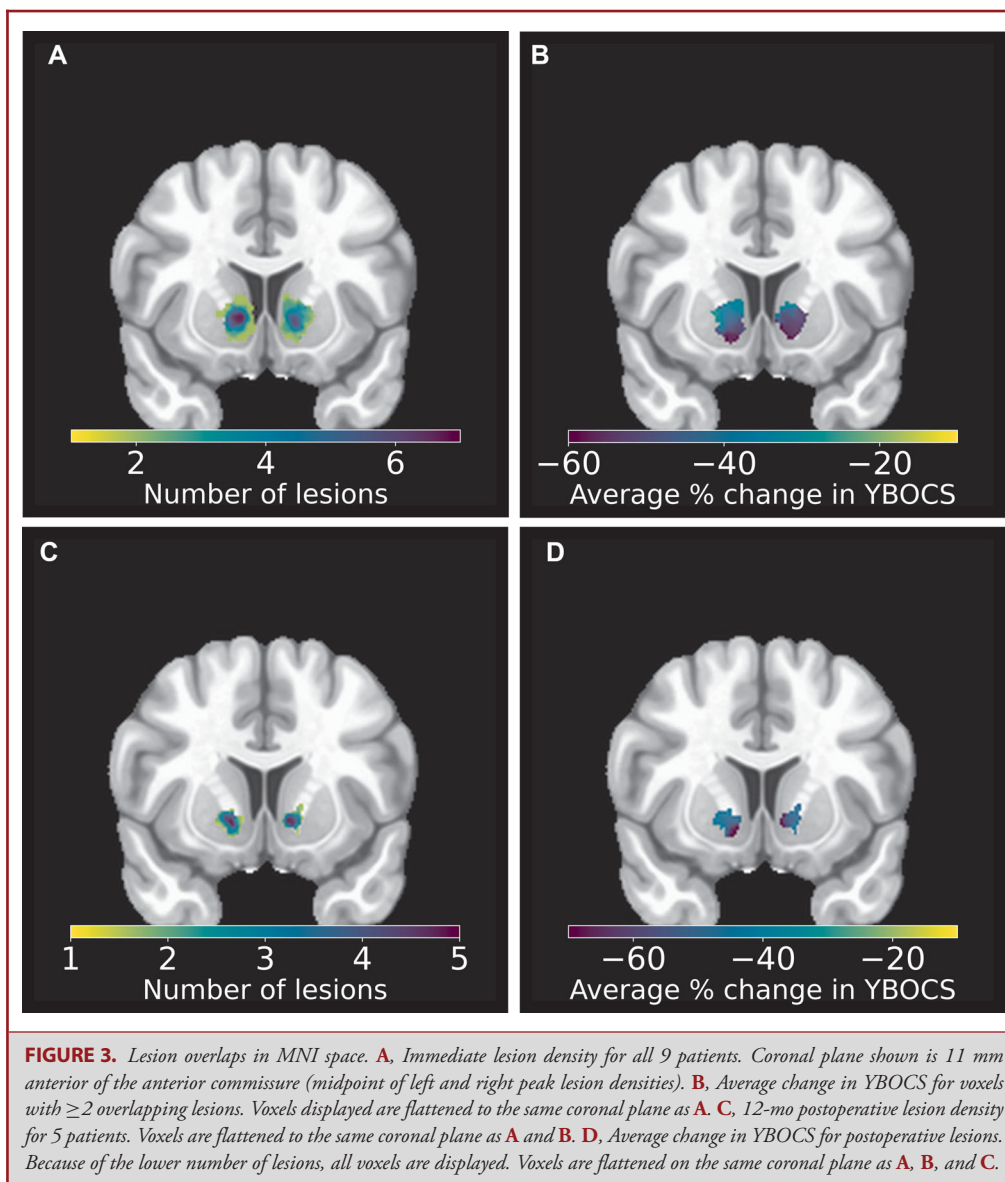 A
B
2 4 6
Number of lesions
−60 −40 −20
Average % change in YBOCS
C
D
1 2 3 4 5
Number of lesions
−60 −40 −20
Average % change in YBOCS
FIGURE 3. Lesion overlaps in MNI space. A, Immediate lesion density for all 9 patients. Coronal plane shown is 11 mm
anterior of the anterior commissure (midpoint of left and right peak lesion densities). B, Average change in YBOCS for voxels
with ≥2 overlapping lesions. Voxels displayed are flattened to the same coronal plane as A. C, 12-mo postoperative lesion density
for 5 patients. Voxels are flattened to the same coronal plane as A and B. D, Average change in YBOCS for postoperative lesions.
Because of the lower number of lesions, all voxels are displayed. Voxels are flattened on the same coronal plane as A, B, and C.